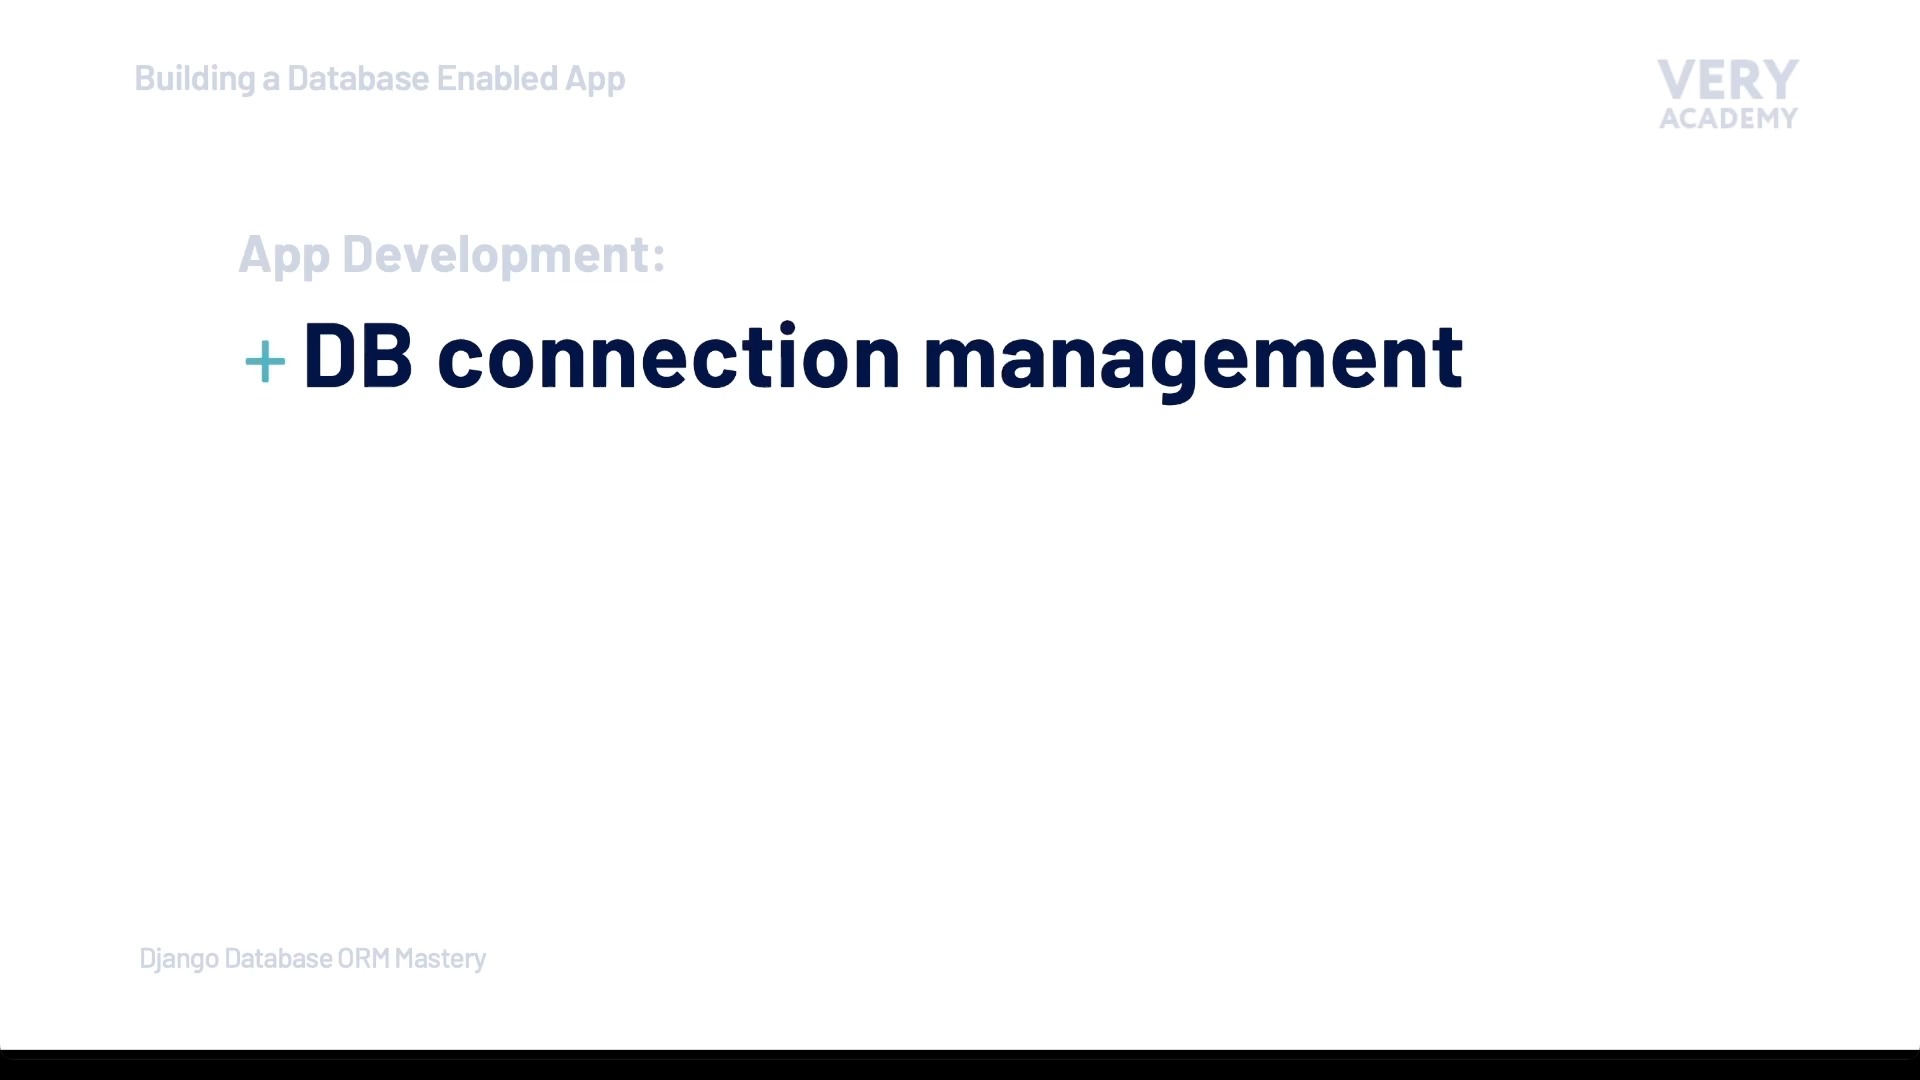 Building a Database Enabled App
VERY
ACADEMY
App Development:
+ DB connection management
Django Database ORM Mastery